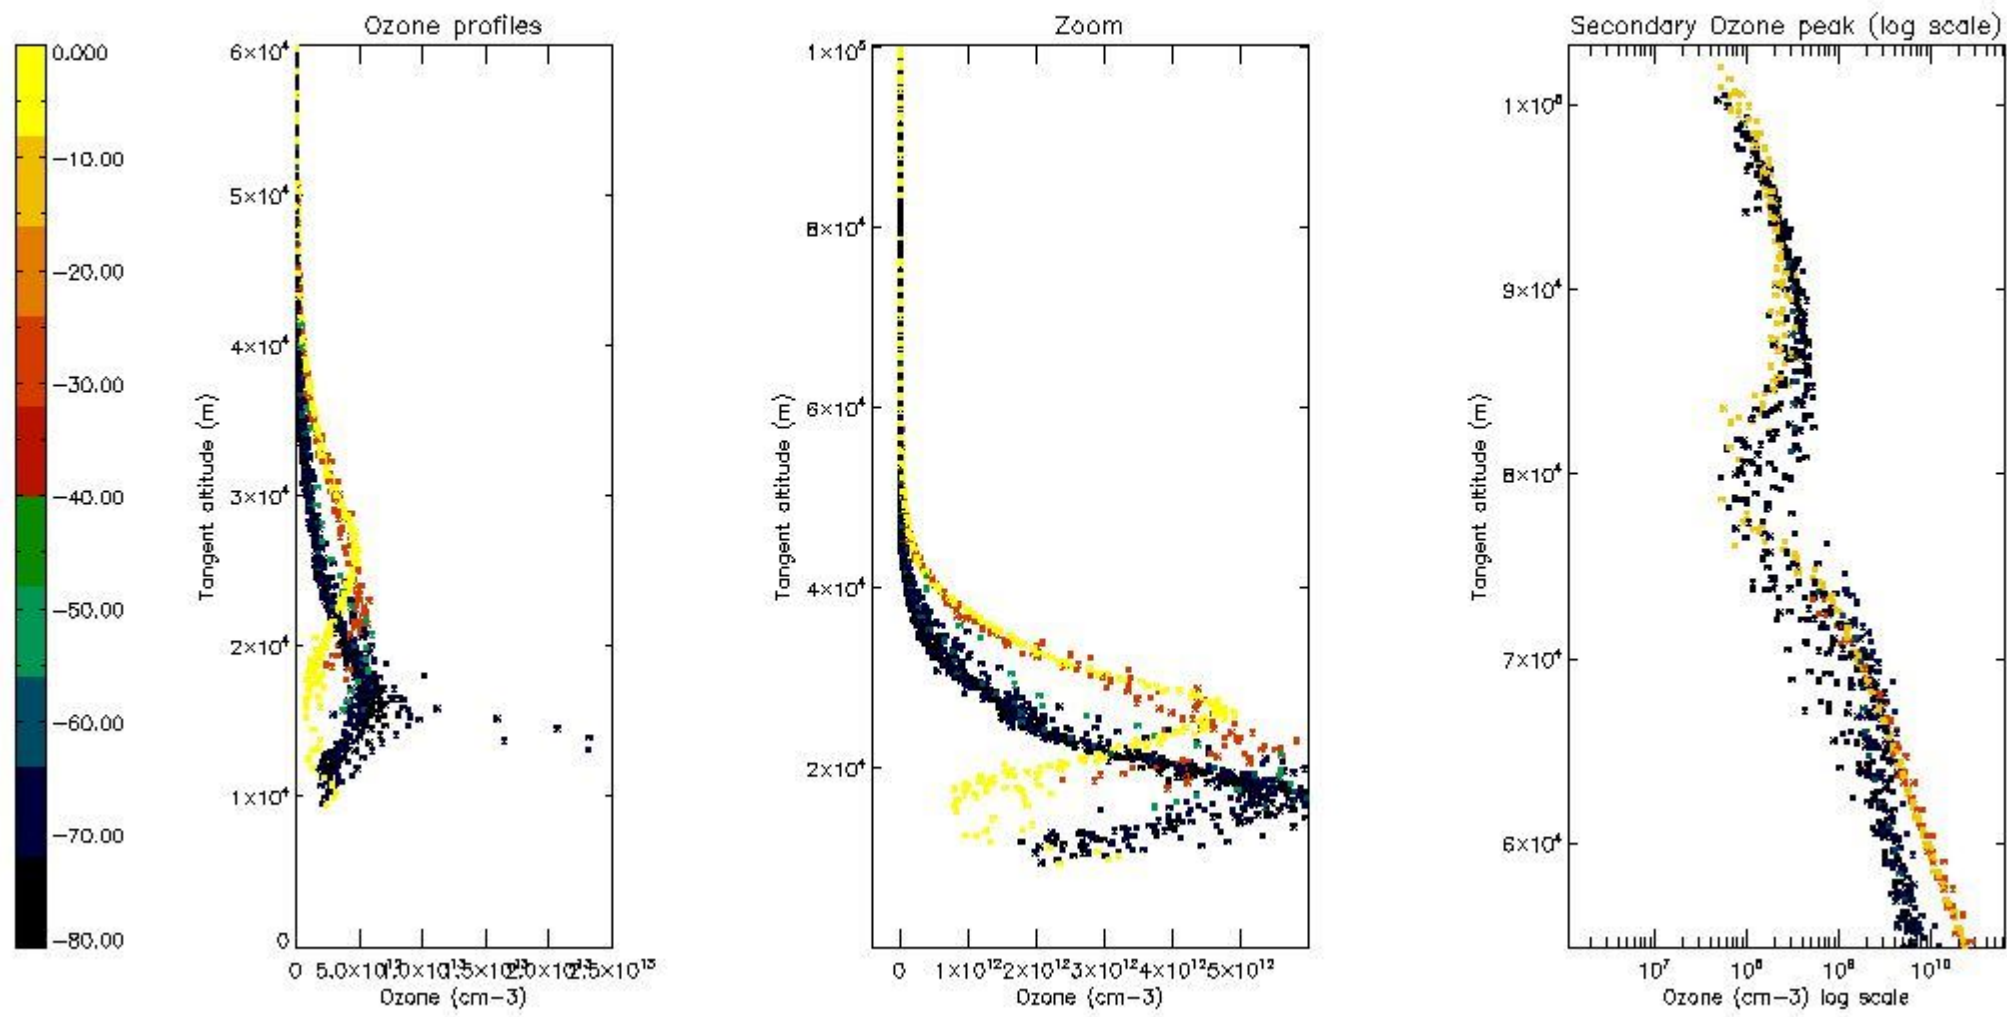 Ozone profiles
Zoom
Secondary Ozone peak (log scale)
0.000
−10.00
−20.00
−30.00
−40.00
−50.00
−60.00
−70.00
−80.00
6×10⁴
5×10⁴
4×10⁴
3×10⁴
2×10⁴
1×10⁴
0
Tangent altitude (m)
0
2.5×10¹³
Ozone (cm−3)
1×10⁵
8×10⁴
6×10⁴
4×10⁴
2×10⁴
Tangent altitude (m)
0 1×10¹² 2×10¹² 3×10¹² 4×10¹² 5×10¹²
Ozone (cm−3)
9×10⁴
8×10⁴
7×10⁴
6×10⁴
Tangent altitude (m)
10⁷ 10⁸ 10⁹ 10¹⁰
Ozone (cm−3) log scale